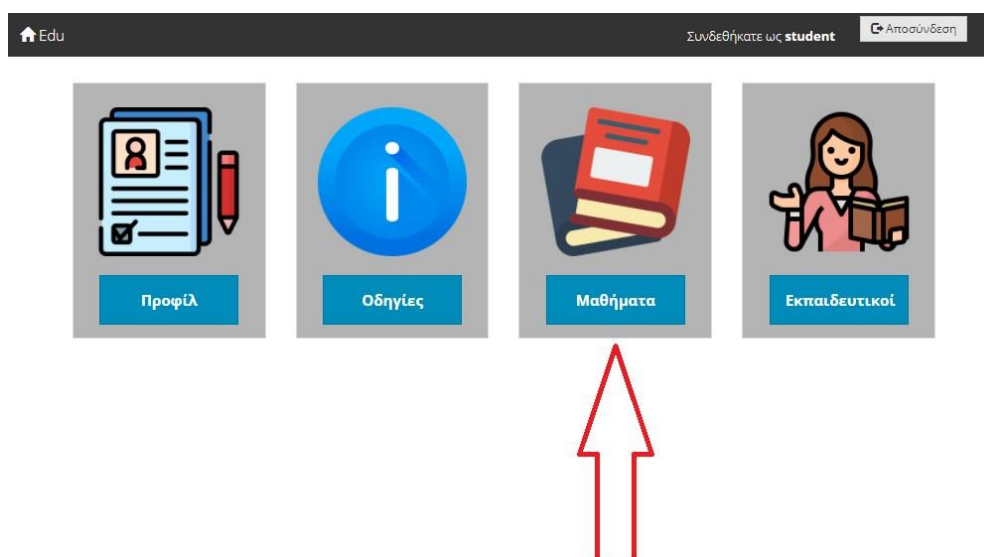 Edu
Συνδεθήκατε ως student
Αποσύνδεση
Προφίλ
Οδηγίες
Μαθήματα
Εκπαιδευτικοί